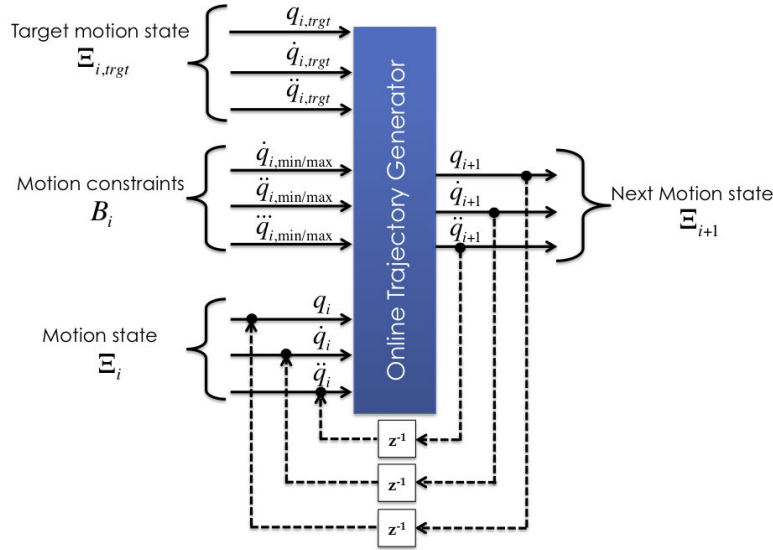 Target motion state
Ξ_{i,trgt}
q_{i,trgt}
q̇_{i,trgt}
q̈_{i,trgt}
Motion constraints
B_i
q̇_{i,min/max}
q̈_{i,min/max}
q⃛_{i,min/max}
Motion state
Ξ_i
q_i
q̇_i
q̈_i
Online Trajectory Generator
q_{i+1}
q̇_{i+1}
q̈_{i+1}
Next Motion state
Ξ_{i+1}
z⁻¹
z⁻¹
z⁻¹